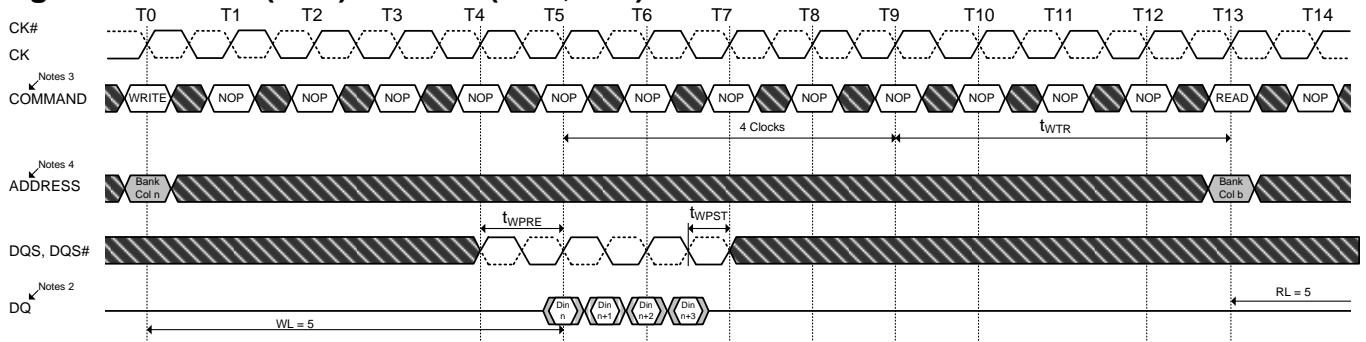 T0 T1 T2 T3 T4 T5 T6 T7 T8 T9 T10 T11 T12 T13 T14
CK#
CK
Notes 3
COMMAND WRITE NOP NOP NOP NOP NOP NOP NOP NOP NOP NOP NOP NOP READ NOP
4 Clocks tWTR
Notes 4
ADDRESS Bank Col n Bank Col b
tWPRE tWPST
DQS, DQS#
Notes 2
DQ Din n Din n+1 Din n+2 Din n+3
RL = 5
WL = 5